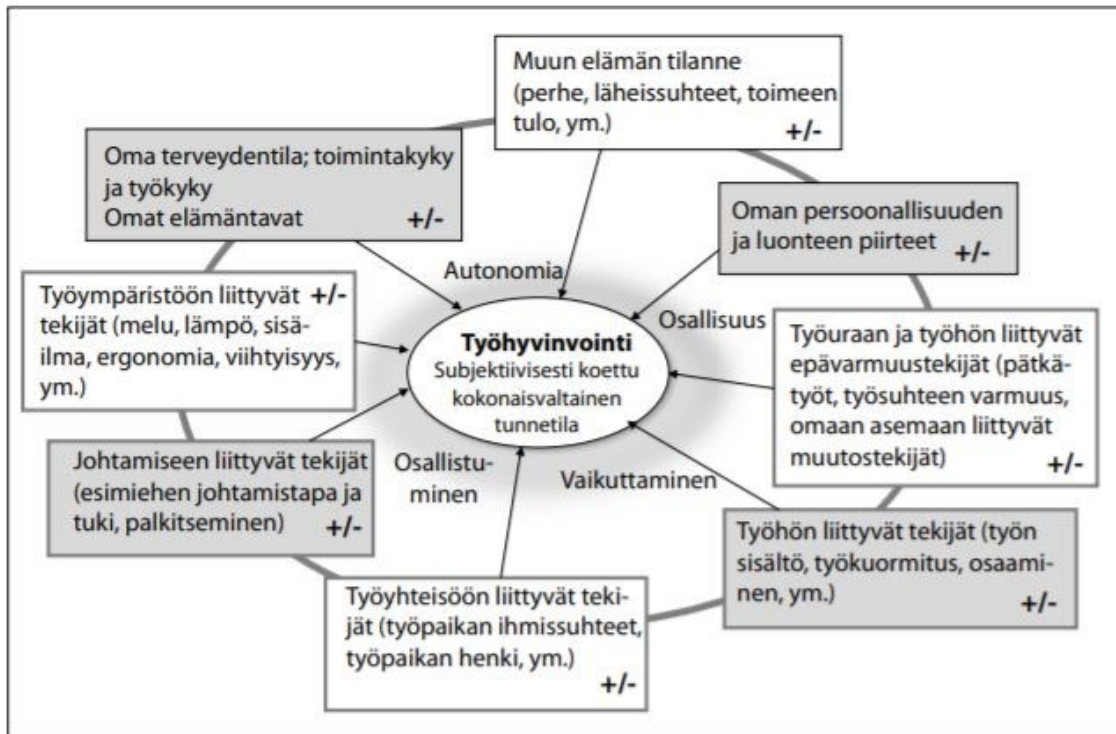 Muun elämän tilanne
(perhe, läheissuhteet, toimeen
tulo, ym.)
+/-
Oma terveydentila; toimintakyky
ja työkyky
Omat elämäntavat
+/-
Oman persoonallisuuden
ja luonteen piirteet
+/-
Autonomia
Työympäristöön liittyvät +/-
tekijät (melu, lämpö, sisä-
ilma, ergonomia, viihtyisyys,
ym.)
Työhyvinvointi
Subjektiivisesti koettu
kokonaisvaltainen
tunnetila
Osallisuus
Työuraan ja työhön liittyvät
epävarmuustekijät (pätkä-
työt, työsuhteen varmuus,
omaan asemaan liittyvät
muutostekijät)
+/-
Johtamiseen liittyvät tekijät
(esimiehen johtamistapa ja
tuki, palkitseminen)
+/-
Osallistu-
minen
Vaikuttaminen
Työhön liittyvät tekijät (työn
sisältö, työkuormitus, osaami-
nen, ym.)
+/-
Työyhteisöön liittyvät teki-
jät (työpaikan ihmissuhteet,
työpaikan henki, ym.)
+/-